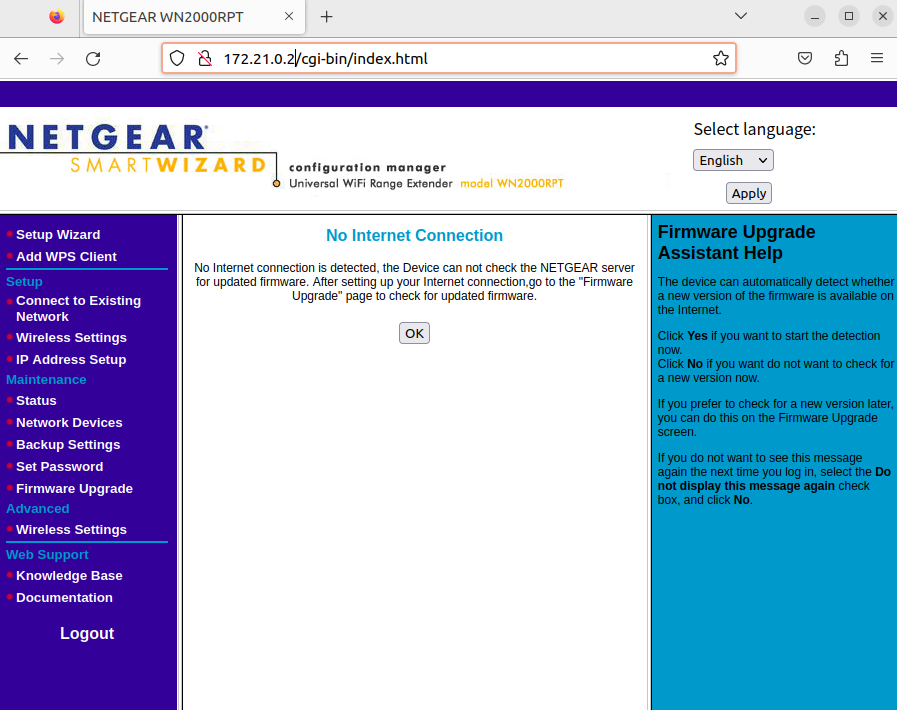 NETGEAR WN2000RPT
172.21.0.2/cgi-bin/index.html
NETGEAR
SMARTWIZARD
configuration manager
Universal WiFi Range Extender model WN2000RPT
Select language:
English
Apply
Setup Wizard
Add WPS Client
Setup
Connect to Existing
Network
Wireless Settings
IP Address Setup
Maintenance
Status
Network Devices
Backup Settings
Set Password
Firmware Upgrade
Advanced
Wireless Settings
Web Support
Knowledge Base
Documentation
Logout
No Internet Connection
No Internet connection is detected, the Device can not check the NETGEAR server
for updated firmware. After setting up your Internet connection,go to the "Firmware
Upgrade" page to check for updated firmware.
OK
Firmware Upgrade
Assistant Help
The device can automatically detect whether
a new version of the firmware is available on
the Internet.
Click Yes if you want to start the detection
now.
Click No if you want do not want to check for
a new version now.
If you prefer to check for a new version later,
you can do this on the Firmware Upgrade
screen.
If you do not want to see this message
again the next time you log in, select the Do
not display this message again check
box, and click No.